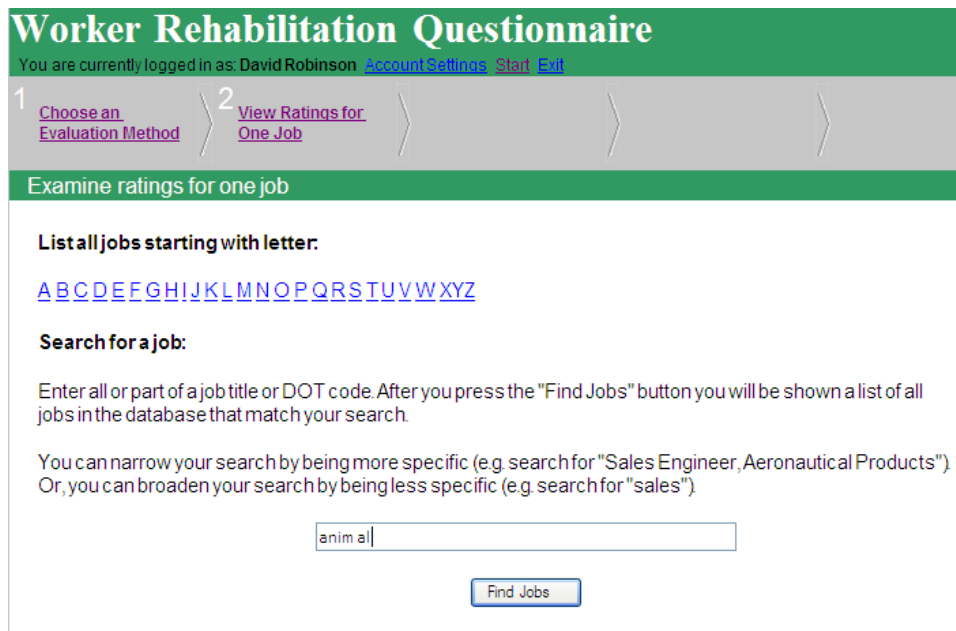 Worker Rehabilitation Questionnaire
You are currently logged in as: David Robinson Account Settings Start Exit
1 Choose an
Evaluation Method
2 View Ratings for
One Job
Examine ratings for one job
List all jobs starting with letter:
A B C D E F G H I J K L M N O P Q R S T U V W XYZ
Search for a job:
Enter all or part of a job title or DOT code. After you press the "Find Jobs" button you will be shown a list of all
jobs in the database that match your search.
You can narrow your search by being more specific (e.g. search for "Sales Engineer, Aeronautical Products").
Or, you can broaden your search by being less specific (e.g. search for "sales").
animal
Find Jobs